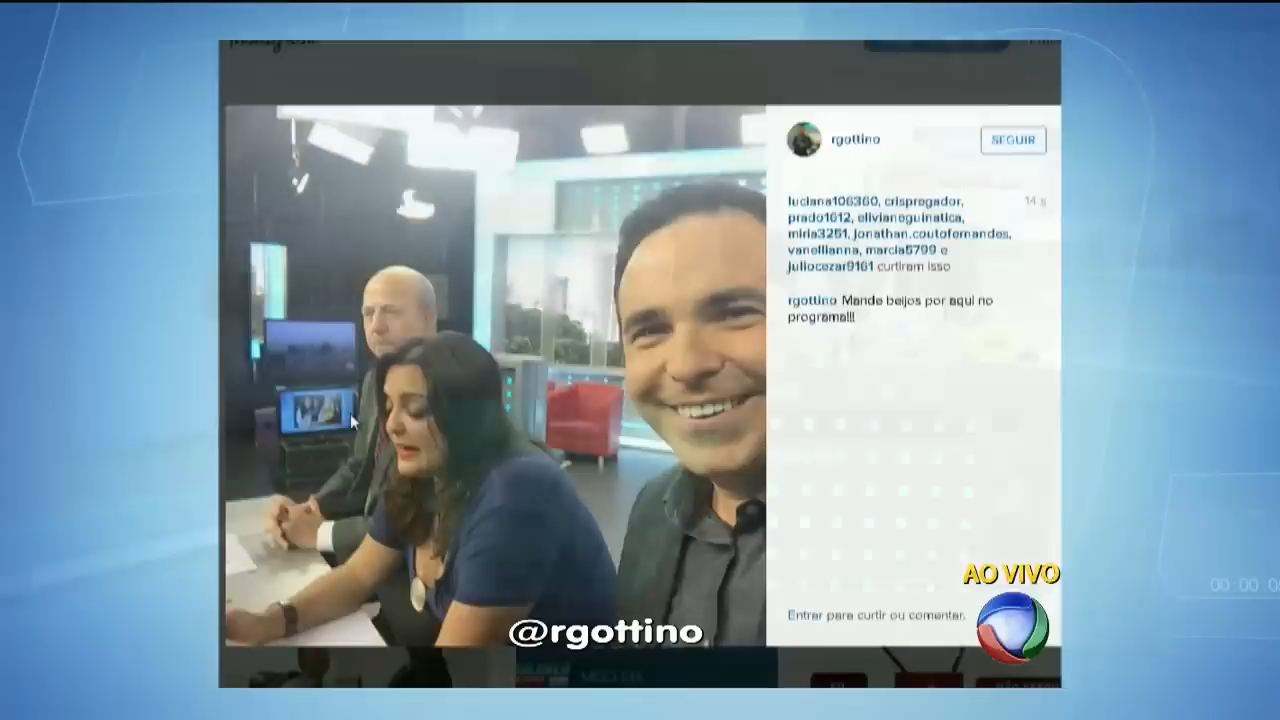 rgottino
SEGUIR
luciana106360, crispregador,
14 s
prado1612, elivianeguinatica,
miria3251, jonathan.coutofernandes,
vanellianna, marcia5799 e
juliocezar9161 curtiram isso
rgottino Mande beijos por aqui no
programa!!!
Entrar para curtir ou comentar.
AO VIVO
@rgottino